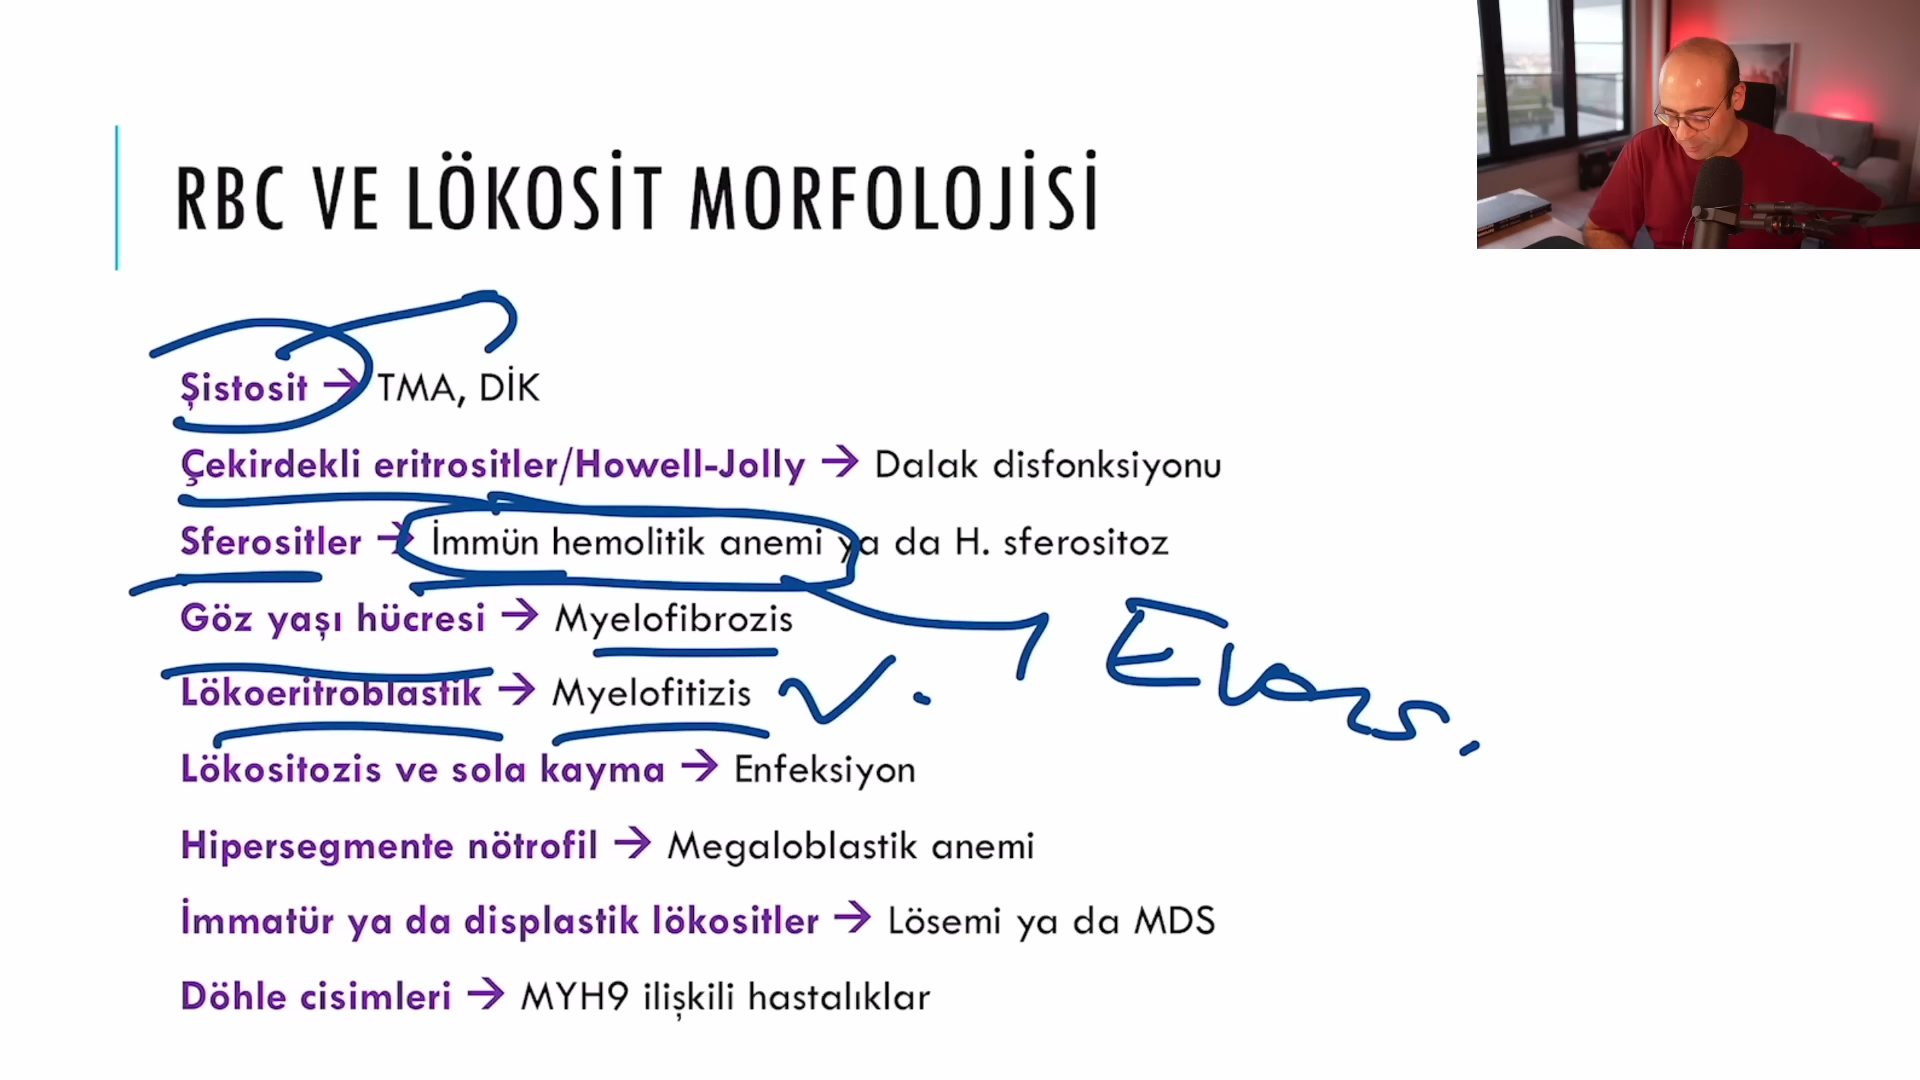 RBC VE LÖKOSİT MORFOLOJİSİ
Şistosit → TMA, DİK
Çekirdekli eritrositler/Howell-Jolly → Dalak disfonksiyonu
Sferositler → İmmün hemolitik anemi ya da H. sferositoz
Göz yaşı hücresi → Myelofibrozis
Lökoeritroblastik → Myelofitizis
Evans.
Lökositozis ve sola kayma → Enfeksiyon
Hipersegmente nötrofil → Megaloblastik anemi
İmmatür ya da displastik lökositler → Lösemi ya da MDS
Döhle cisimleri → MYH9 ilişkili hastalıklar